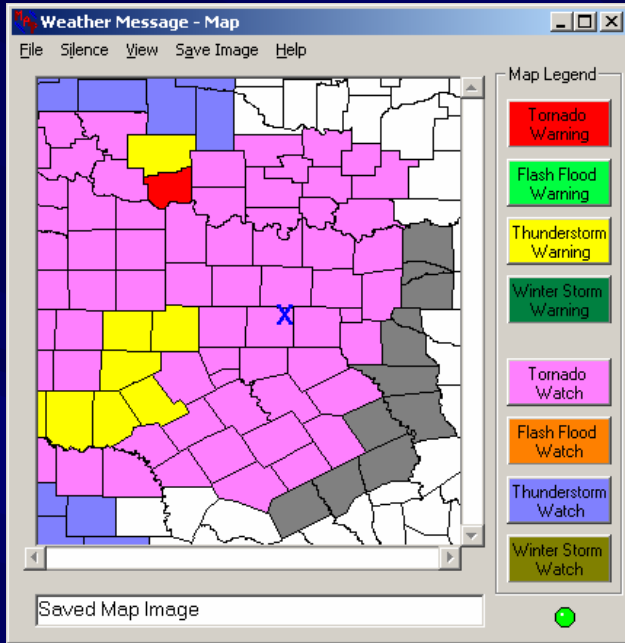 Weather Message - Map
File Silence View Save Image Help
Map Legend
Tornado
Warning
Flash Flood
Warning
Thunderstorm
Warning
Winter Storm
Warning
X
Tornado
Watch
Flash Flood
Watch
Thunderstorm
Watch
Winter Storm
Watch
Saved Map Image